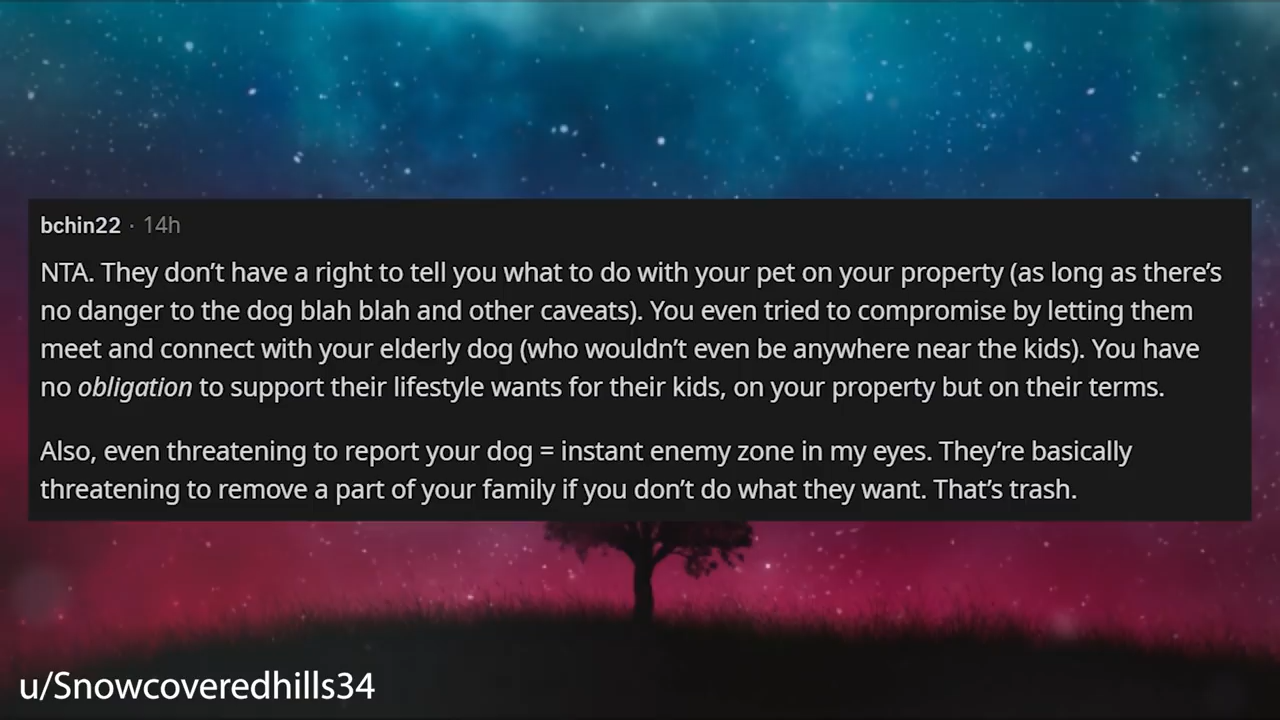 bchin22 · 14h
NTA. They don’t have a right to tell you what to do with your pet on your property (as long as there’s
no danger to the dog blah blah and other caveats). You even tried to compromise by letting them
meet and connect with your elderly dog (who wouldn’t even be anywhere near the kids). You have
no obligation to support their lifestyle wants for their kids, on your property but on their terms.
Also, even threatening to report your dog = instant enemy zone in my eyes. They’re basically
threatening to remove a part of your family if you don’t do what they want. That’s trash.
u/Snowcoveredhills34